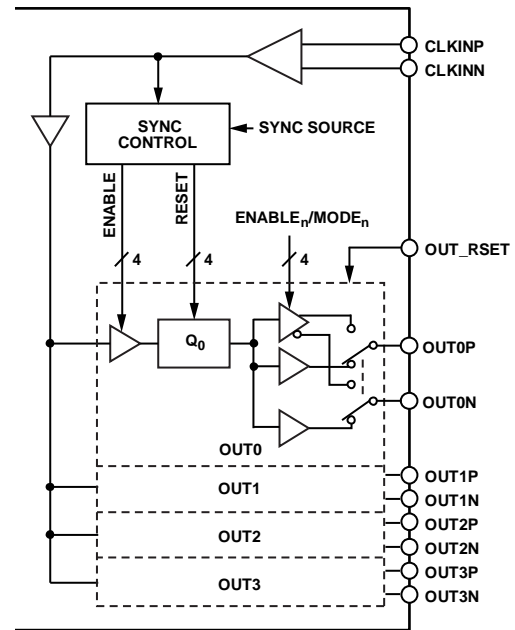 CLKINP
CLKINN
SYNC
CONTROL
SYNC SOURCE
ENABLE
RESET
ENABLEn/MODEn
4
4
4
OUT_RSET
Q0
OUT0P
OUT0N
OUT0
OUT1
OUT1P
OUT1N
OUT2
OUT2P
OUT2N
OUT3
OUT3P
OUT3N